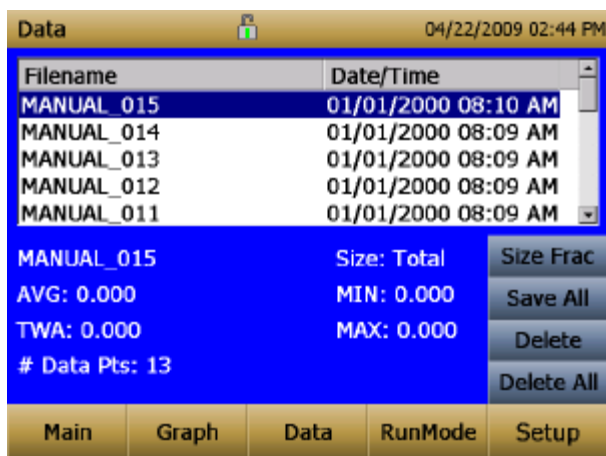 Data 04/22/2009 02:44 PM
Filename Date/Time
MANUAL_015 01/01/2000 08:10 AM
MANUAL_014 01/01/2000 08:09 AM
MANUAL_013 01/01/2000 08:09 AM
MANUAL_012 01/01/2000 08:09 AM
MANUAL_011 01/01/2000 08:09 AM
MANUAL_015 Size: Total Size Frac
AVG: 0.000 MIN: 0.000 Save All
TWA: 0.000 MAX: 0.000 Delete
# Data Pts: 13
Delete All
Main Graph Data RunMode Setup